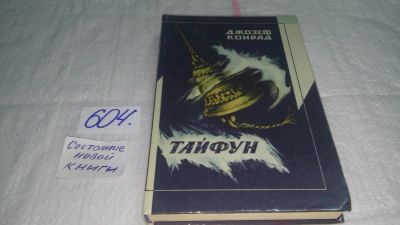 604.
Состояние
новой
книги
ДЖОЗЕФ
КОНРАД
ТАЙФУН